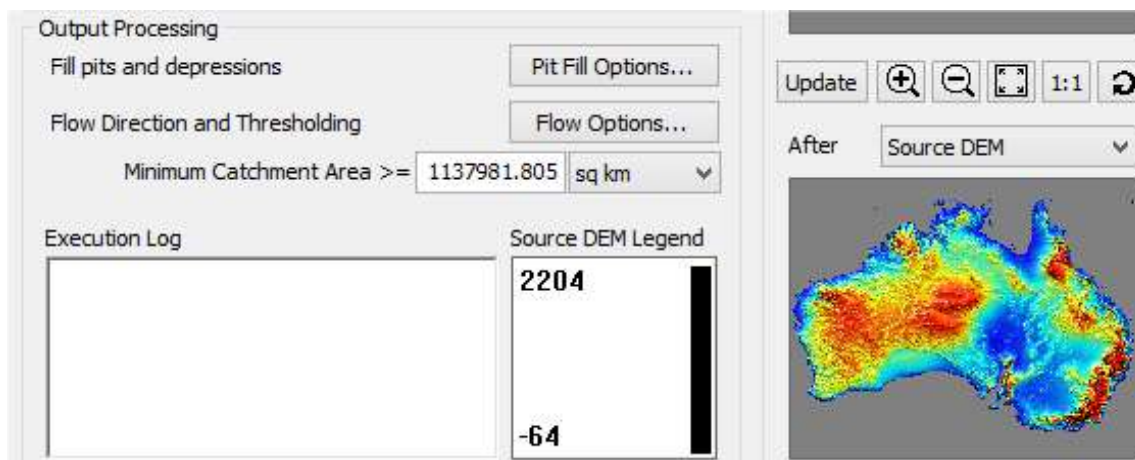 Output Processing
Fill pits and depressions
Pit Fill Options...
Flow Direction and Thresholding
Flow Options...
Minimum Catchment Area >= 1137981.805 sq km
Execution Log
Source DEM Legend
2204
-64
Update 1:1
After Source DEM